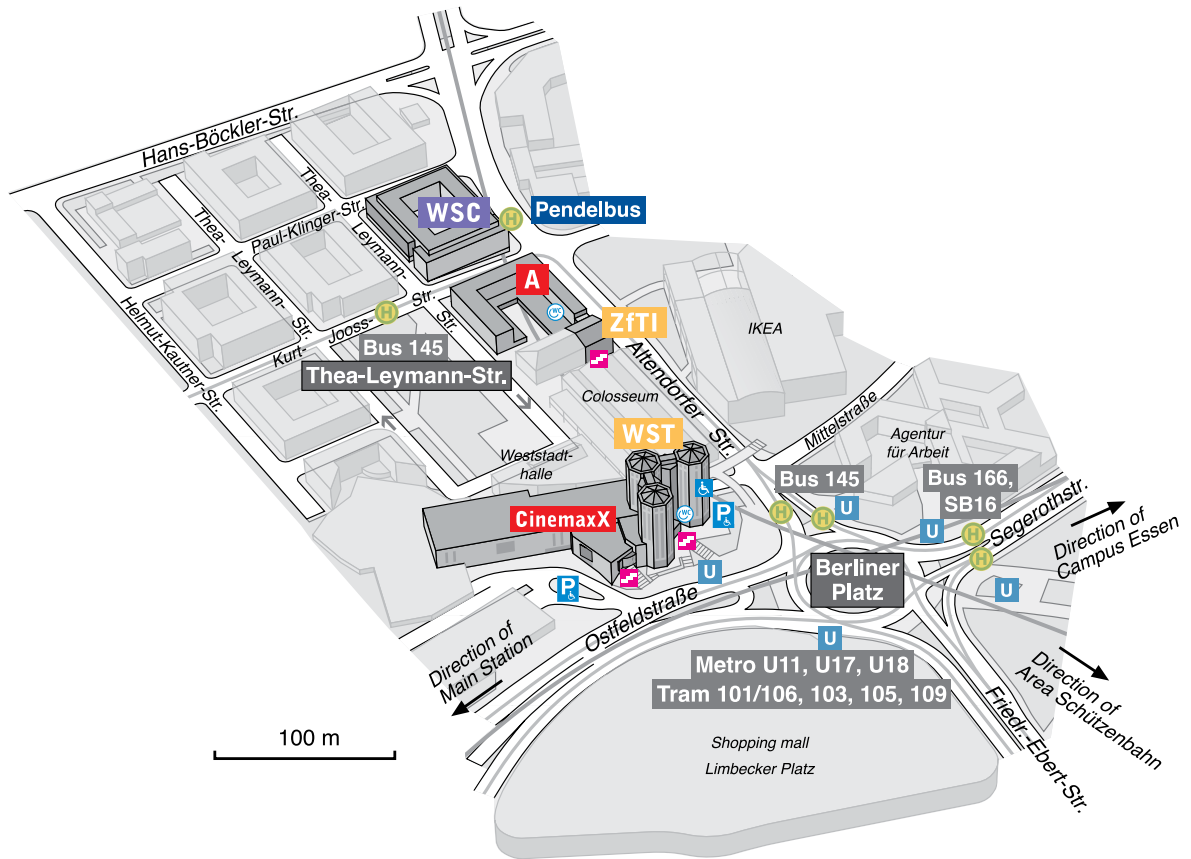 Hans-Böckler-Str.
Thea-
Leymann-
Str.
Paul-Klinger-Str.
Thea-
Leymann-
Str.
WSC
H
Pendelbus
Helmut-Kautner-Str.
Kurt-
Jooss-
Str.
H
Bus 145
Thea-Leymann-Str.
A
WC
ZfTI
IKEA
Altendorfer
Str.
Colosseum
WST
Weststadt-
halle
Mittelstraße
Agentur
für Arbeit
Bus 145
Bus 166,
SB16
H
H
U
U
H
H
Segerothstr.
Direction of
Campus Essen
CinemaxX
WC
P
P
U
U
Berliner
Platz
Ostfeldstraße
Direction of
Main Station
U
Metro U11, U17, U18
Tram 101/106, 103, 105, 109
Direction of
Area Schützenbahn
Friedr.-Ebert-Str.
100 m
Shopping mall
Limbecker Platz